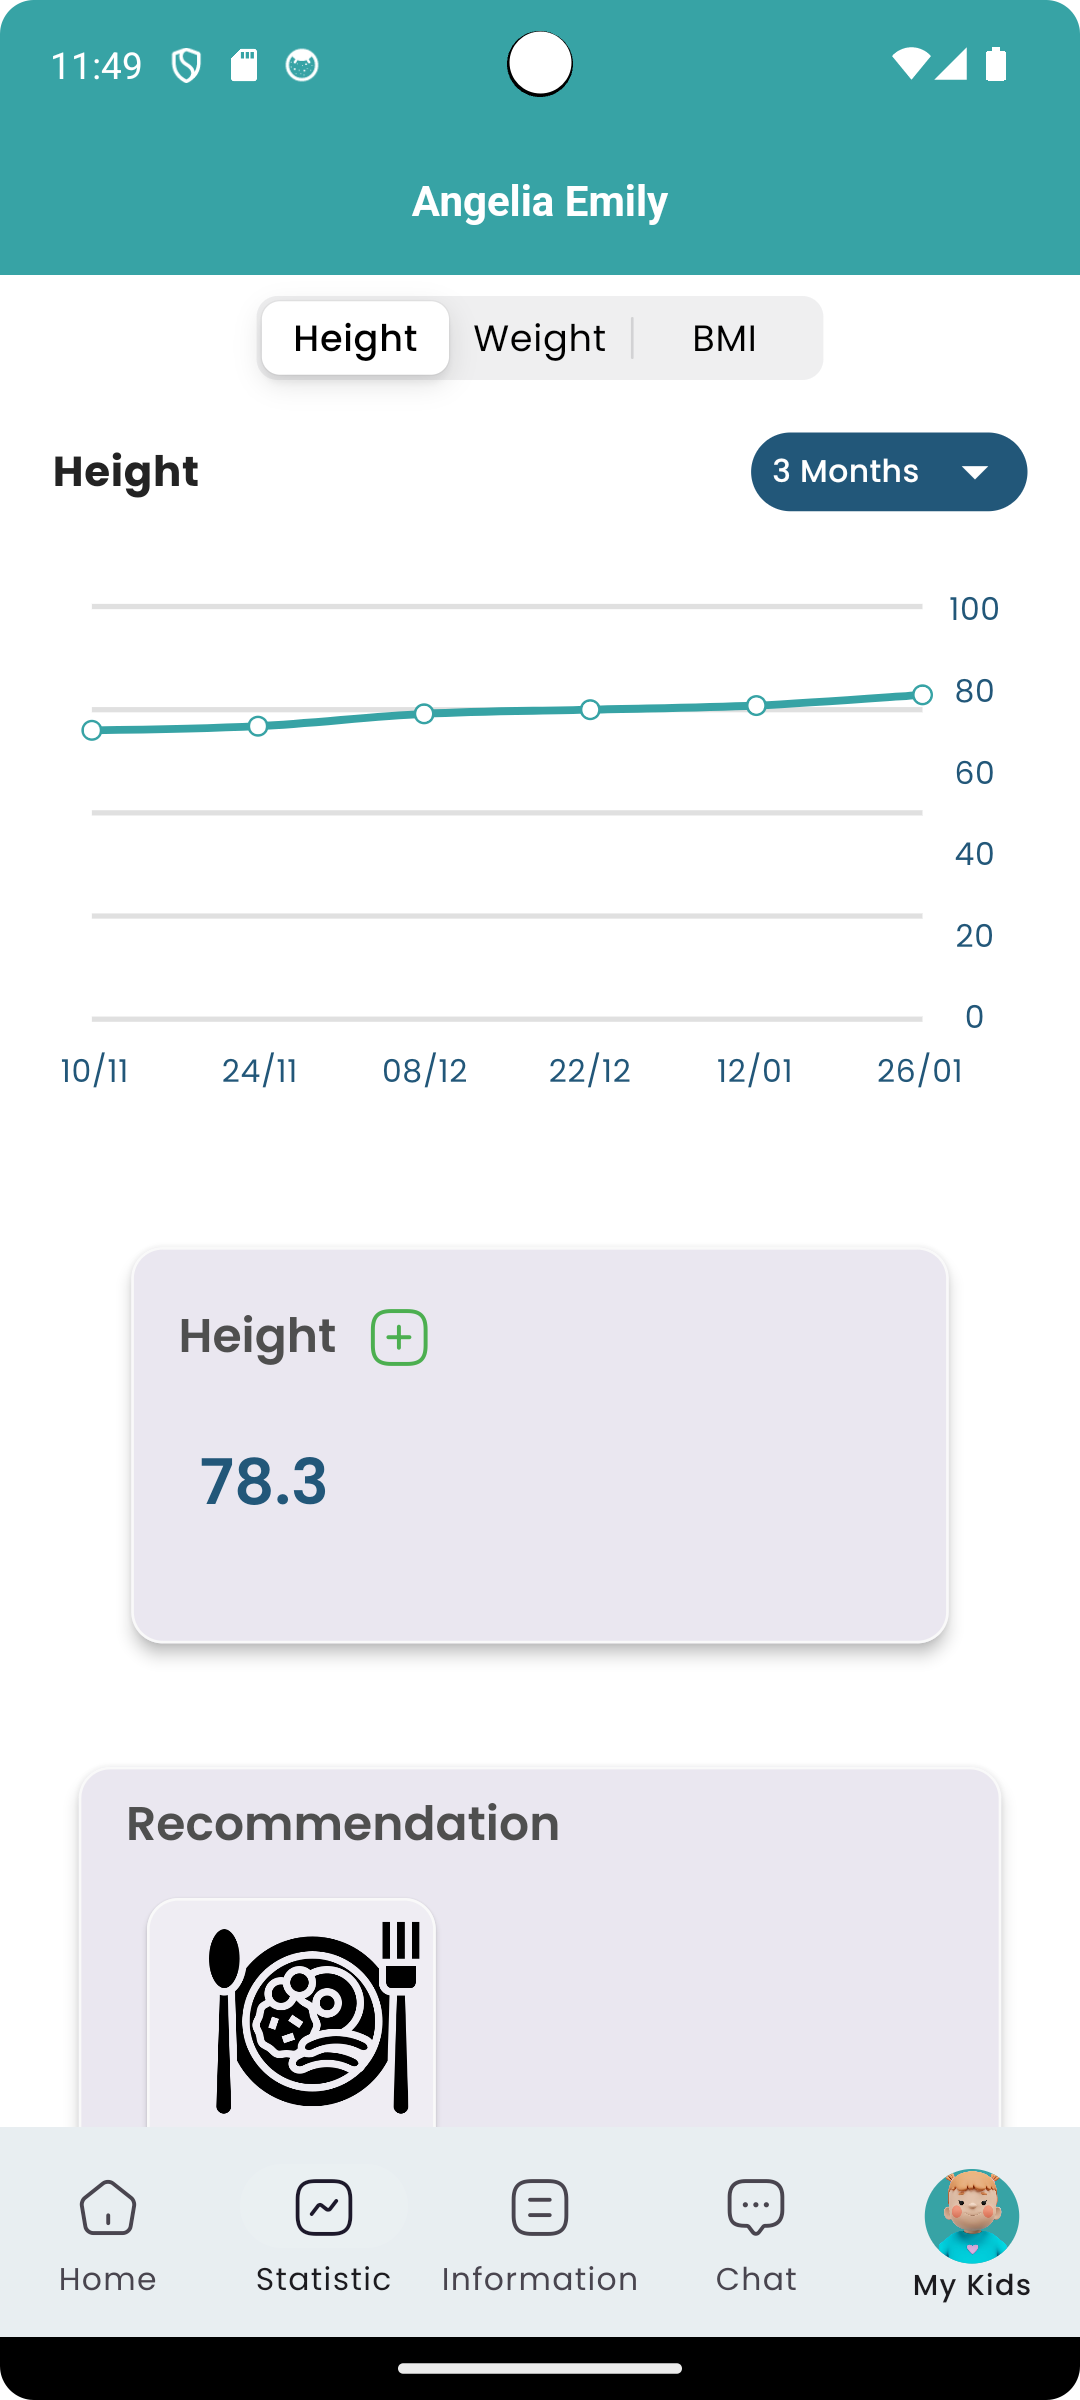 11:49
Angelia Emily
Height Weight BMI
Height 3 Months
100
80
60
40
20
0
10/11 24/11 08/12 22/12 12/01 26/01
Height
78.3
Recommendation
Home Statistic Information Chat My Kids